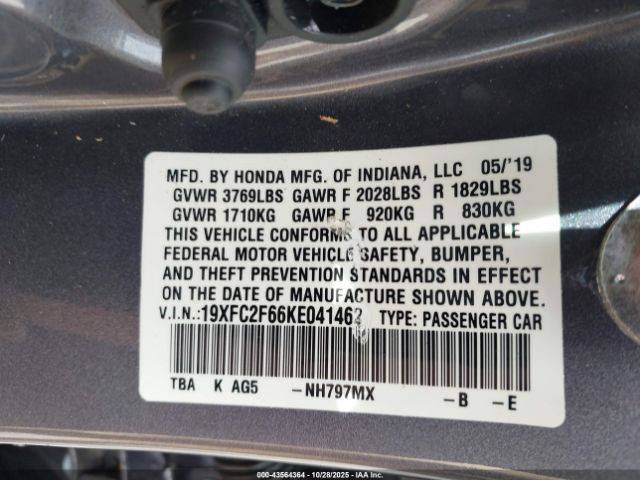 MFD. BY HONDA MFG. OF INDIANA, LLC 05/'19
GVWR 3769LBS GAWR F 2028LBS R 1829LBS
GVWR 1710KG GAWR F 920KG R 830KG
THIS VEHICLE CONFORMS TO ALL APPLICABLE
FEDERAL MOTOR VEHICLE SAFETY, BUMPER,
AND THEFT PREVENTION STANDARDS IN EFFECT
ON THE DATE OF MANUFACTURE SHOWN ABOVE.
V.I.N.:19XFC2F66KE041462 TYPE: PASSENGER CAR
TBA K AG5 -NH797MX -B -E
© - 43564364 | 10/28/2025 - IAA Inc.